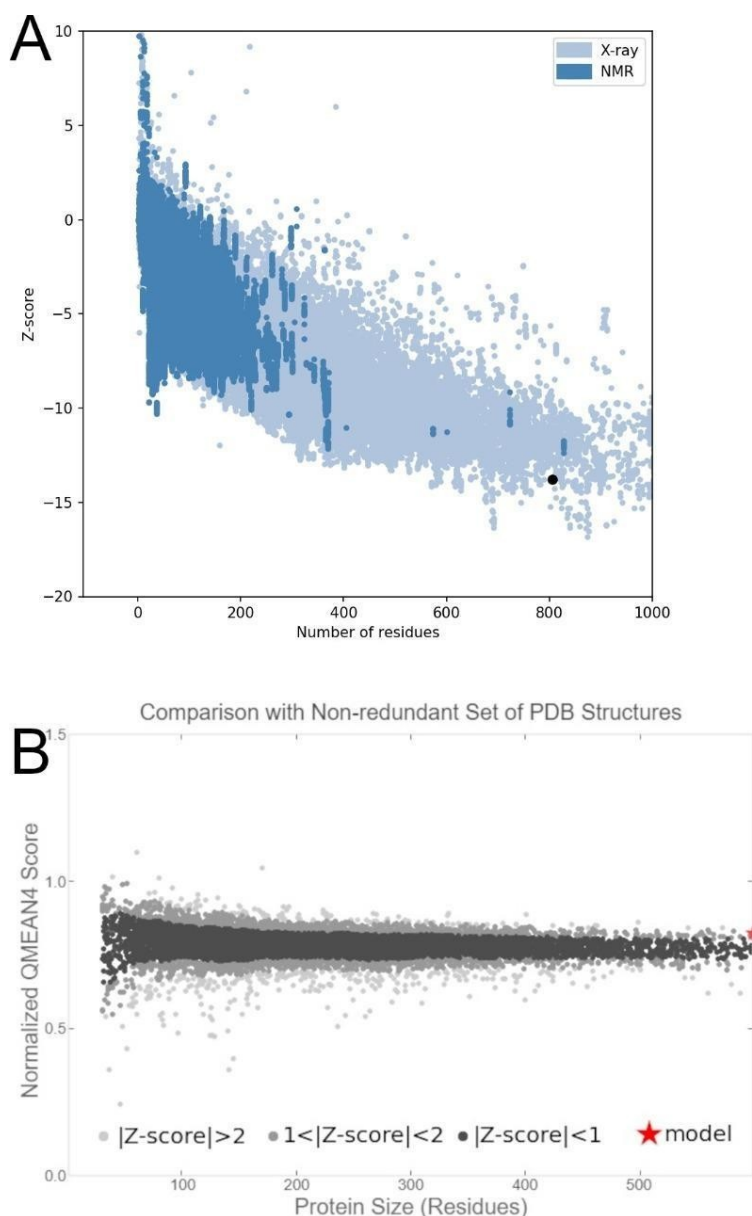 A
10
5
0
−5
−10
−15
−20
Z-score
X-ray
NMR
0 200 400 600 800 1000
Number of residues
Comparison with Non-redundant Set of PDB Structures
B
1.5
1.0
0.5
0.0
Normalized QMEAN4 Score
|Z-score|>2 1<|Z-score|<2 |Z-score|<1 model
100 200 300 400 500
Protein Size (Residues)